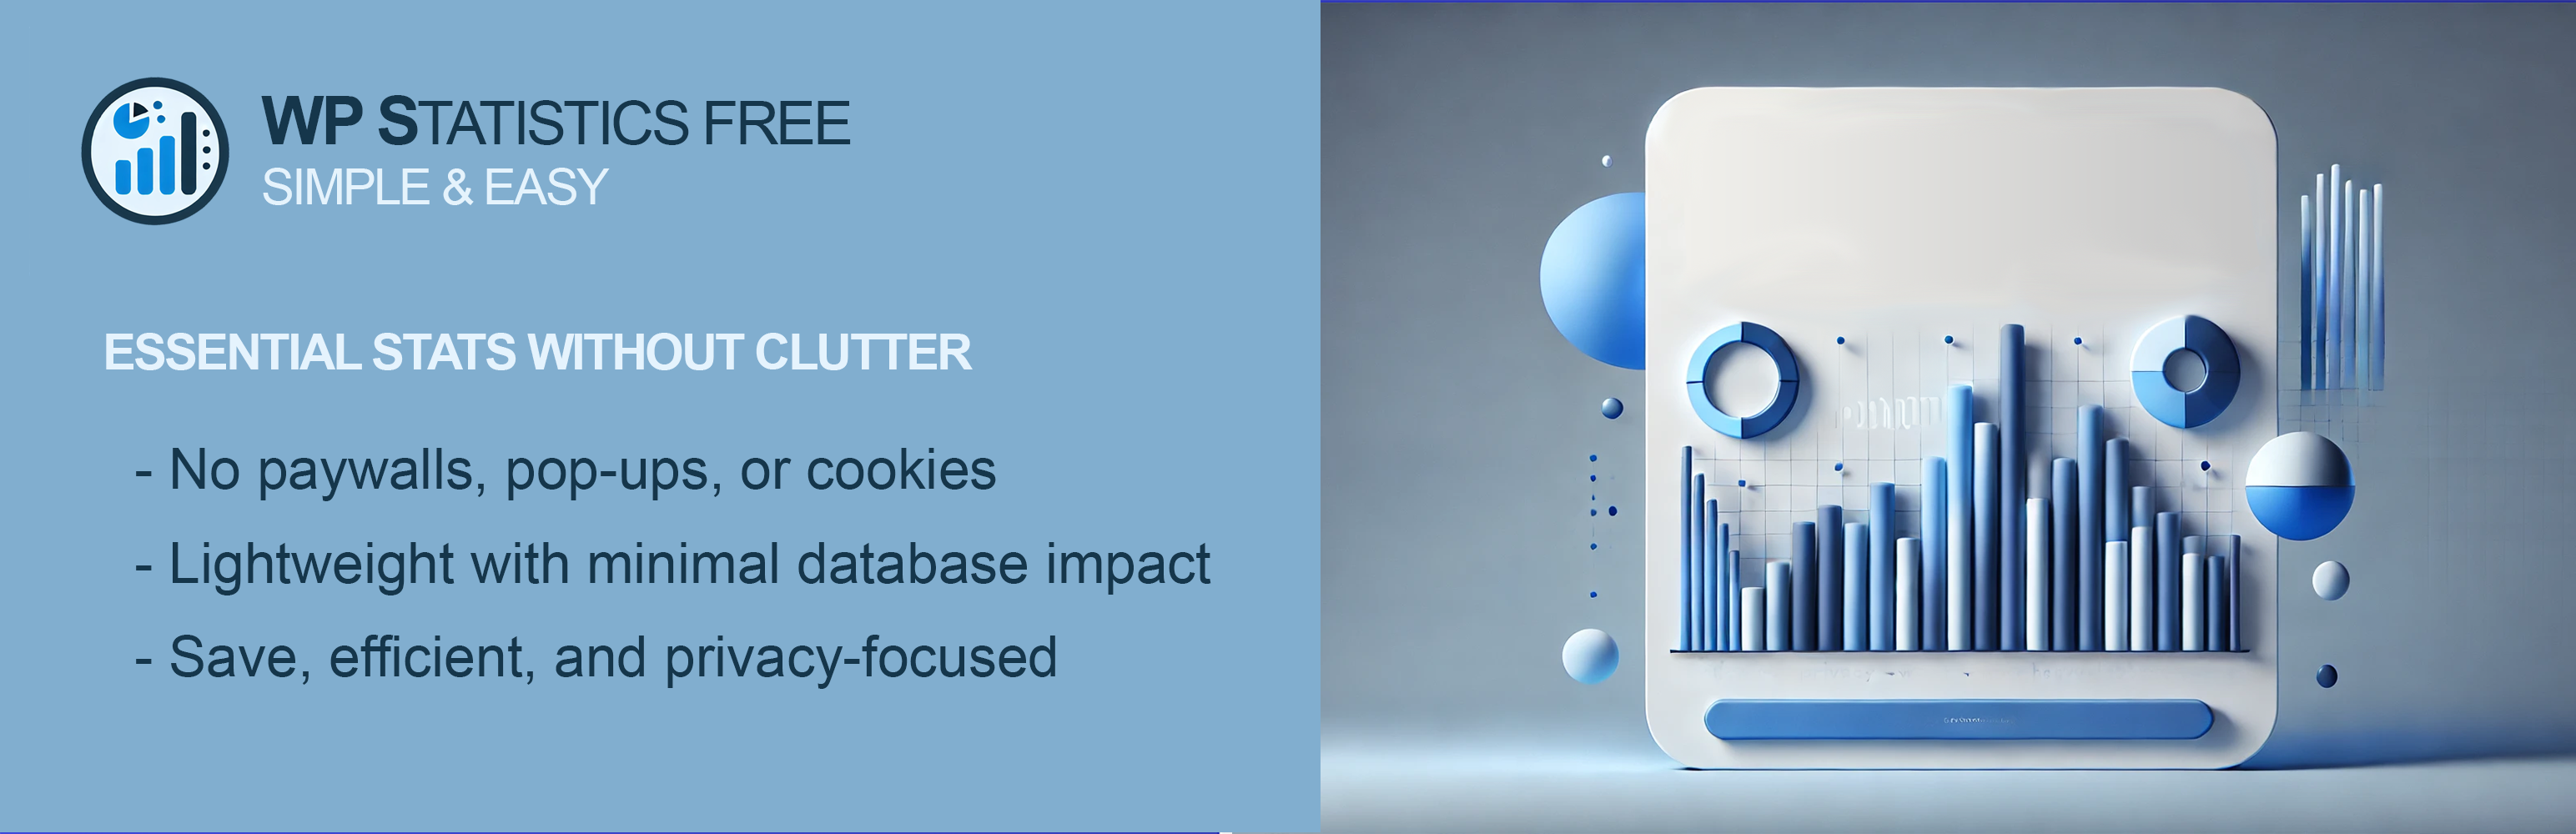 WP STATISTICS FREE
SIMPLE & EASY
ESSENTIAL STATS WITHOUT CLUTTER
- No paywalls, pop-ups, or cookies
- Lightweight with minimal database impact
- Save, efficient, and privacy-focused